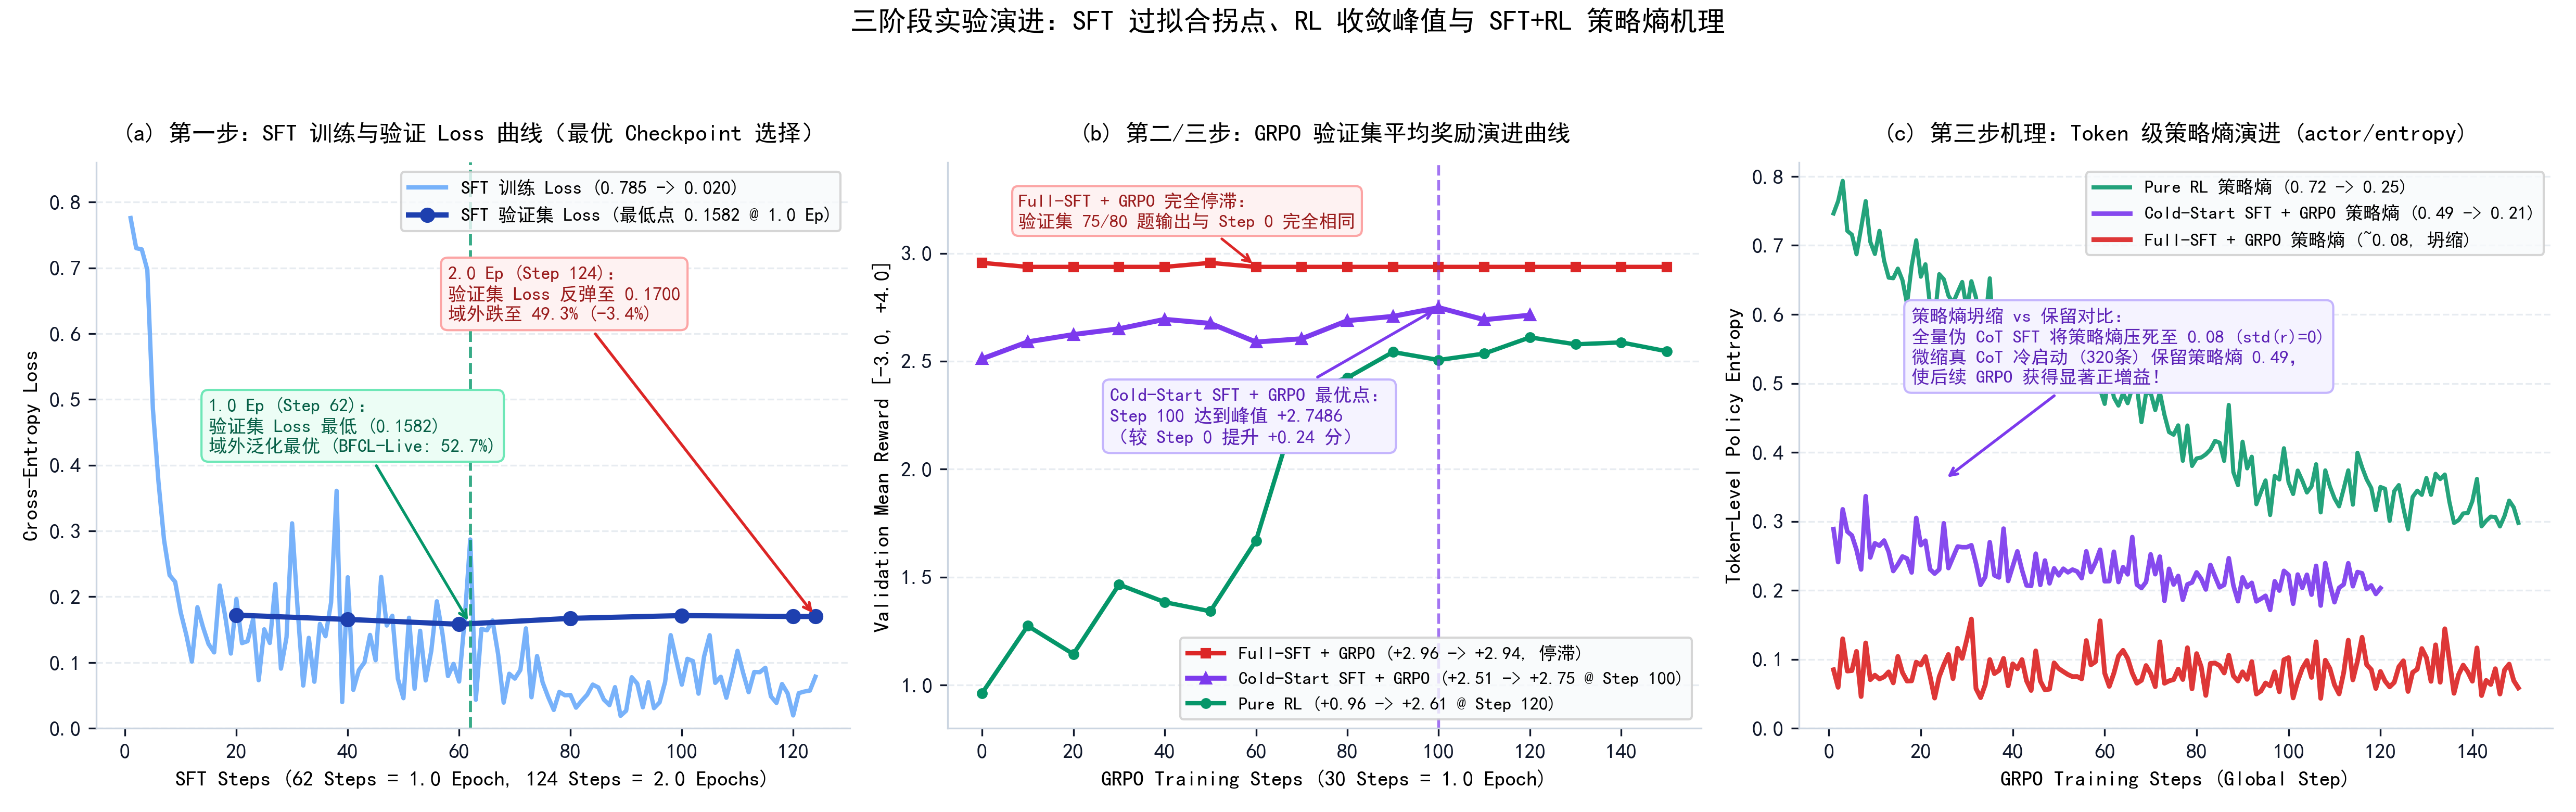 三阶段实验演进：SFT 过拟合拐点、RL 收敛峰值与 SFT+RL 策略熵机理
(a) 第一步：SFT 训练与验证 Loss 曲线（最优 Checkpoint 选择）
SFT 训练 Loss (0.785 -> 0.020)
SFT 验证集 Loss (最低点 0.1582 @ 1.0 Ep)
2.0 Ep (Step 124):
验证集 Loss 反弹至 0.1700
域外跌至 49.3% (-3.4%)
1.0 Ep (Step 62):
验证集 Loss 最低 (0.1582)
域外泛化最优 (BFCL-Live: 52.7%)
Cross-Entropy Loss
0.8
0.7
0.6
0.5
0.4
0.3
0.2
0.1
0.0
0
20
40
60
80
100
120
SFT Steps (62 Steps = 1.0 Epoch, 124 Steps = 2.0 Epochs)
(b) 第二/三步：GRPO 验证集平均奖励演进曲线
Full-SFT + GRPO 完全停滞：
验证集 75/80 题输出与 Step 0 完全相同
Cold-Start SFT + GRPO 最优点：
Step 100 达到峰值 +2.7486
（较 Step 0 提升 +0.24 分）
Full-SFT + GRPO (+2.96 -> +2.94, 停滞)
Cold-Start SFT + GRPO (+2.51 -> +2.75 @ Step 100)
Pure RL (+0.96 -> +2.61 @ Step 120)
Validation Mean Reward [-3.0, +4.0]
3.0
2.5
2.0
1.5
1.0
0
20
40
60
80
100
120
140
GRPO Training Steps (30 Steps = 1.0 Epoch)
(c) 第三步机理：Token 级策略熵演进 (actor/entropy)
Pure RL 策略熵 (0.72 -> 0.25)
Cold-Start SFT + GRPO 策略熵 (0.49 -> 0.21)
Full-SFT + GRPO 策略熵 (~0.08, 坍缩)
策略熵坍缩 vs 保留对比：
全量伪 CoT SFT 将策略熵压死至 0.08 (std(r)=0)
微缩真 CoT 冷启动 (320条) 保留策略熵 0.49，
使后续 GRPO 获得显著正增益！
Token-Level Policy Entropy
0.8
0.7
0.6
0.5
0.4
0.3
0.2
0.1
0.0
0
20
40
60
80
100
120
140
GRPO Training Steps (Global Step)